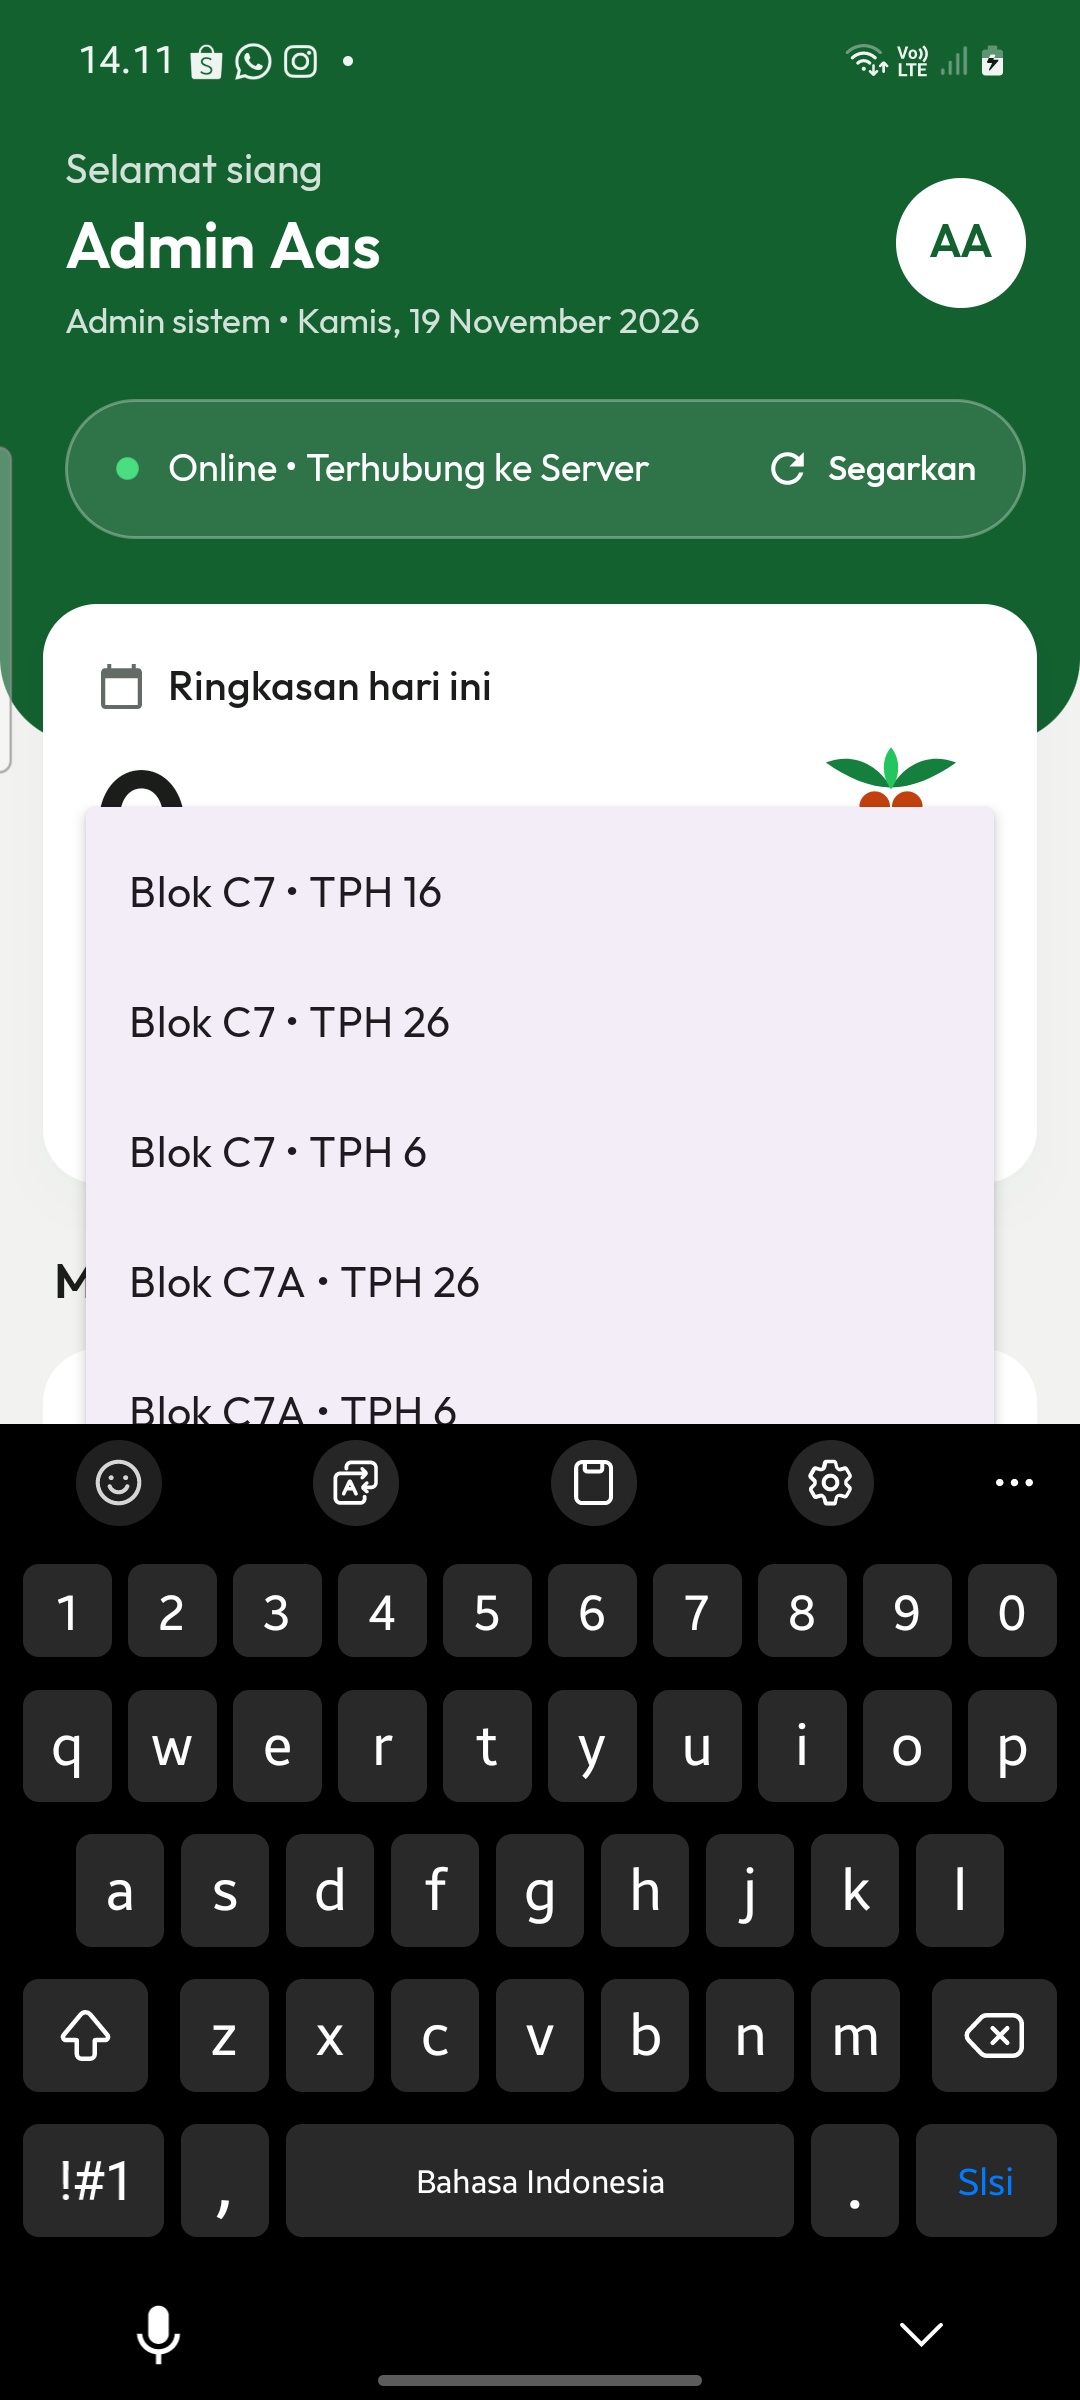 14.11
Vo))
LTE
Selamat siang
Admin Aas
AA
Admin sistem • Kamis, 19 November 2026
Online • Terhubung ke Server
Segarkan
Ringkasan hari ini
Blok C7 • TPH 16
Blok C7 • TPH 26
Blok C7 • TPH 6
Blok C7A • TPH 26
Blok C7A • TPH 6
1 2 3 4 5 6 7 8 9 0
q w e r t y u i o p
a s d f g h j k l
z x c v b n m
!#1 , Bahasa Indonesia . Slsi